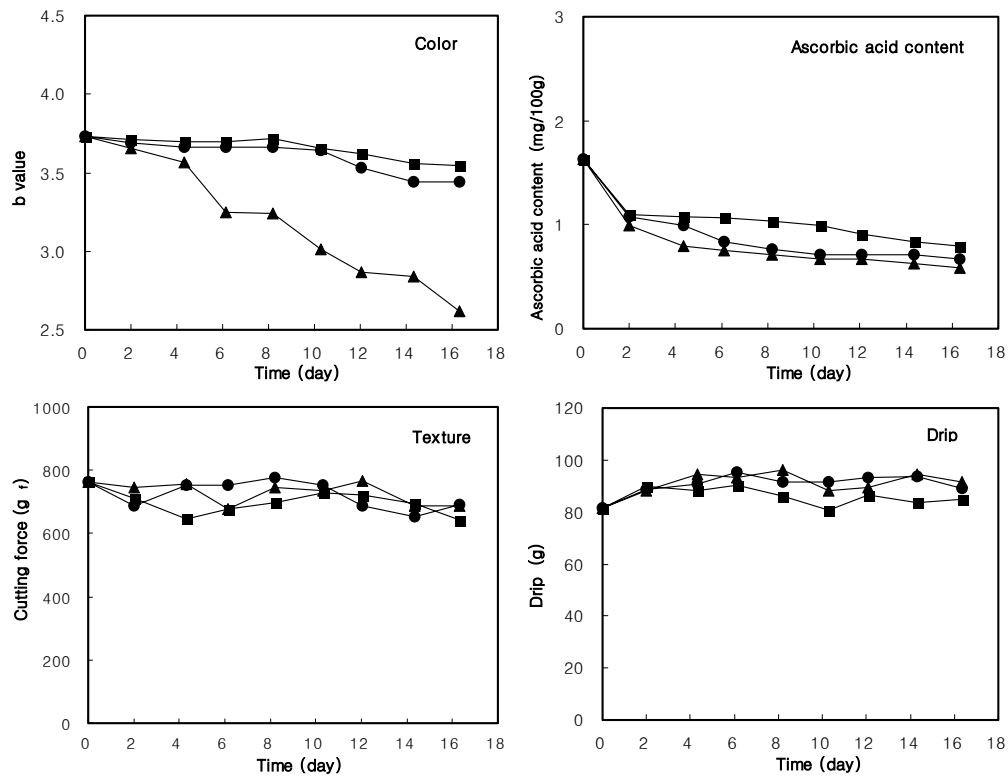 4.5
4.0
3.5
3.0
2.5
b value
Color
0 2 4 6 8 10 12 14 16 18
Time (day)
3
2
1
0
Ascorbic acid content (mg/100g)
Ascorbic acid content
0 2 4 6 8 10 12 14 16 18
Time (day)
1000
800
600
400
200
0
Cutting force (g f)
Texture
0 2 4 6 8 10 12 14 16 18
Time (day)
120
100
80
60
40
20
0
Drip (g)
Drip
0 2 4 6 8 10 12 14 16 18
Time (day)